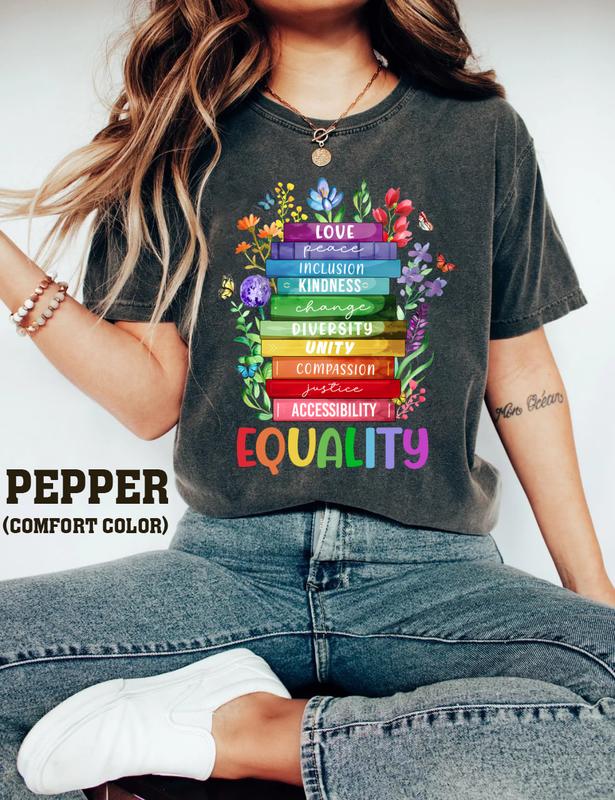 LOVE
peace
INCLUSION
KINDNESS
change
DIVERSITY
UNITY
COMPASSION
justice
ACCESSIBILITY
EQUALITY
Mon Océan
PEPPER
(COMFORT COLOR)